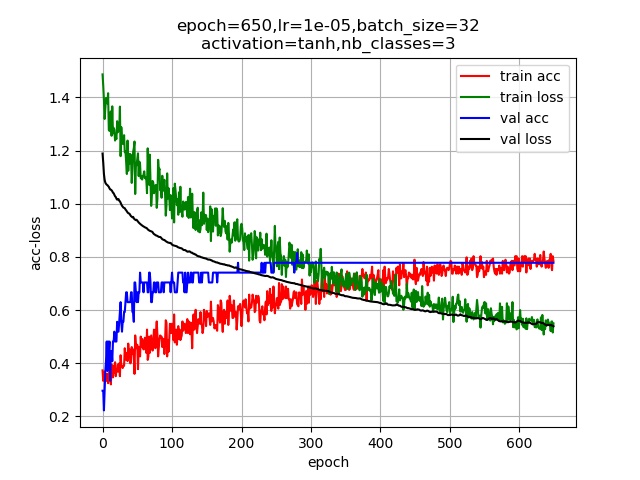 epoch=650,lr=1e-05,batch_size=32
activation=tanh,nb_classes=3
train acc
train loss
val acc
val loss
1.4
1.2
1.0
0.8
0.6
0.4
0.2
acc-loss
0 100 200 300 400 500 600
epoch